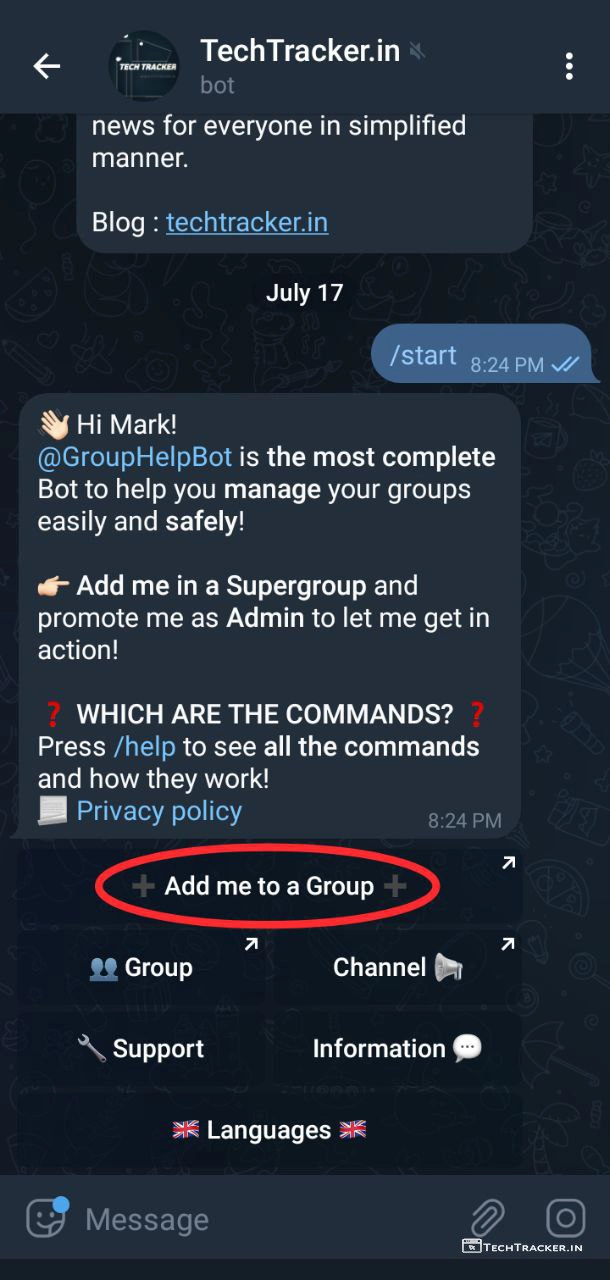 TechTracker.in
bot
TECH TRACKER
news for everyone in simplified
manner.
Blog : techtracker.in
July 17
/start 8:24 PM
Hi Mark!
@GroupHelpBot is the most complete
Bot to help you manage your groups
easily and safely!
Add me in a Supergroup and
promote me as Admin to let me get in
action!
❓ WHICH ARE THE COMMANDS? ❓
Press /help to see all the commands
and how they work!
Privacy policy 8:24 PM
➕ Add me to a Group ➕
Group
Channel
Support
Information
Languages
Message
TECHTRACKER.IN